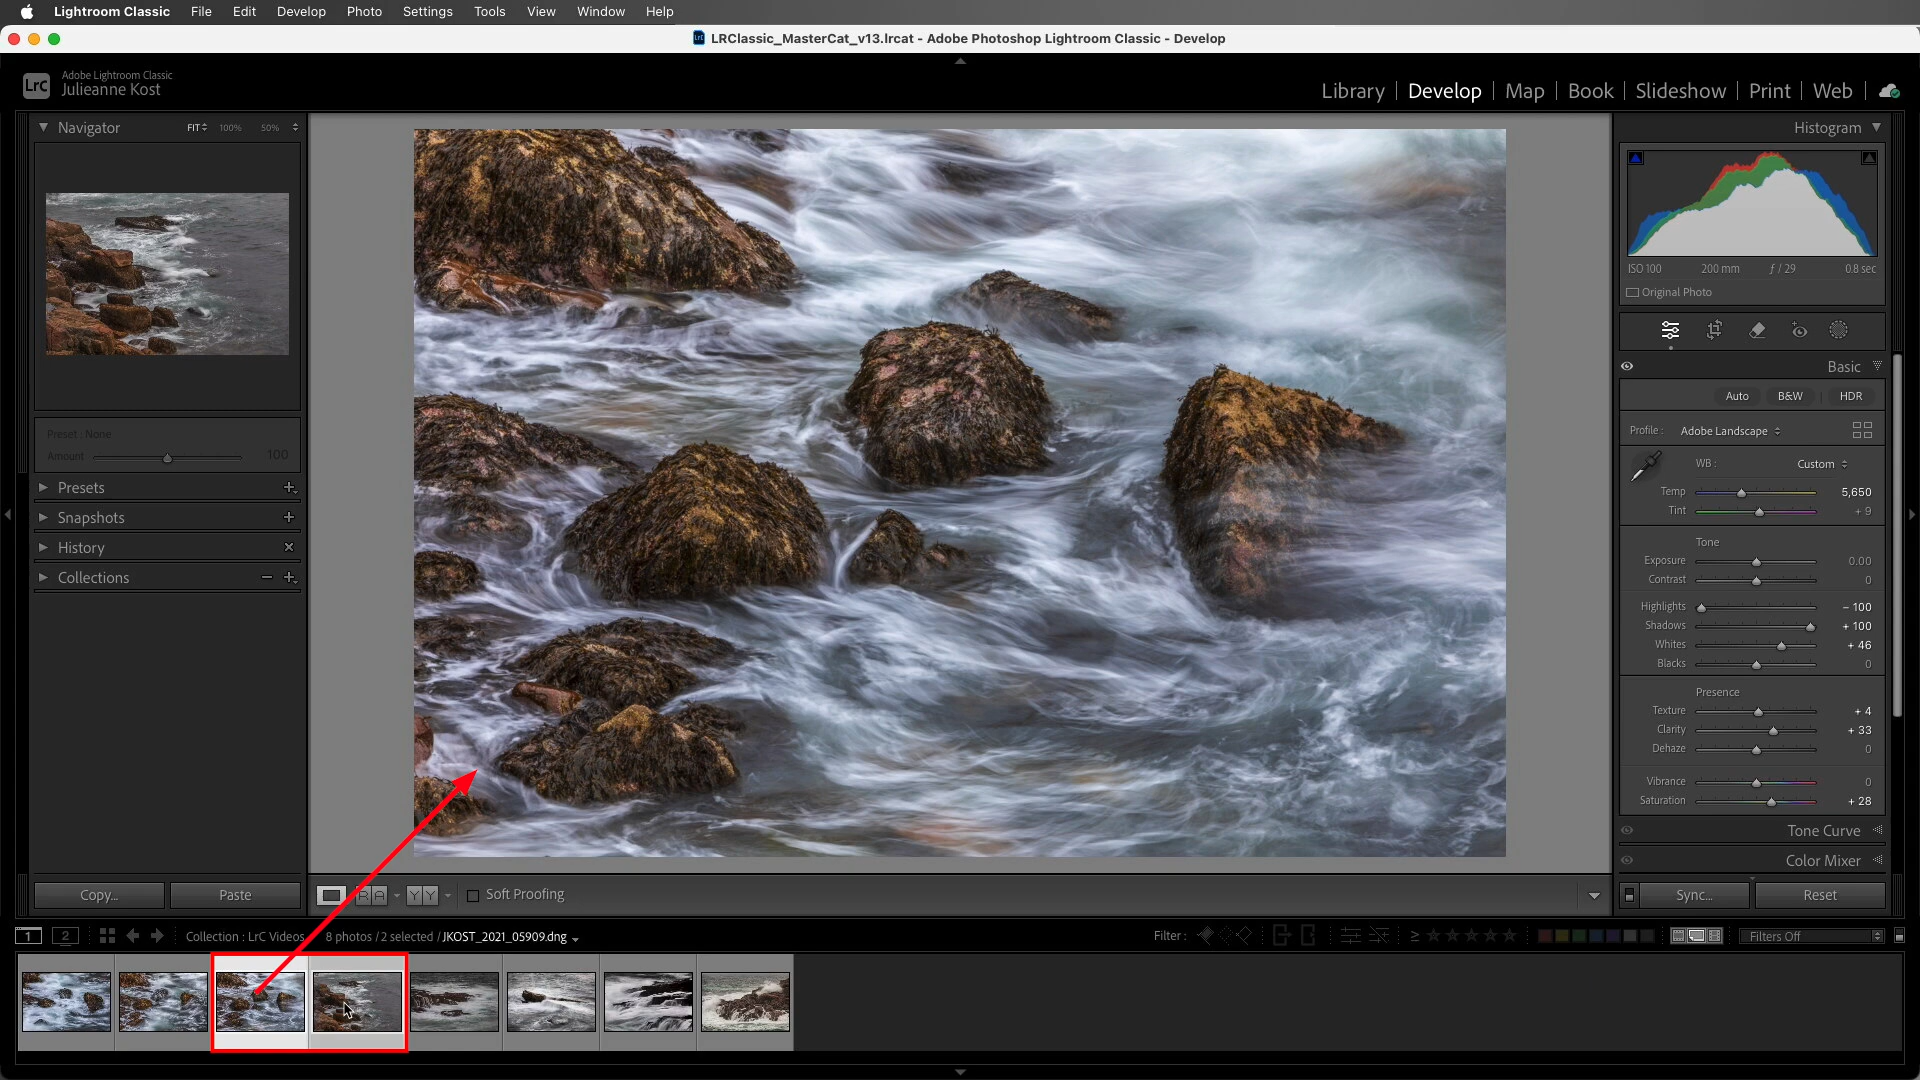 Lightroom Classic File Edit Develop Photo Settings Tools View Window Help
LrC LRClassic_MasterCat_v13.lrcat - Adobe Photoshop Lightroom Classic - Develop
LrC
Adobe Lightroom Classic
Julieanne Kost
Library | Develop | Map | Book | Slideshow | Print | Web |
Navigator FIT 100% 50%
Histogram
ISO 100 200 mm ƒ / 29 0.8 sec
Original Photo
Basic
Auto B&W | HDR
Profile : Adobe Landscape
WB : Custom
Temp 5,650
Tint + 9
Tone
Exposure 0.00
Contrast 0
Highlights – 100
Shadows + 100
Whites + 46
Blacks 0
Presence
Texture + 4
Clarity + 33
Dehaze 0
Vibrance 0
Saturation + 28
Tone Curve
Color Mixer
Sync... Reset
Preset : None
Amount 100
Presets
Snapshots
History
Collections
Copy... Paste
R A Y Y Soft Proofing
1 2 Collection : LrC Videos 8 photos / 2 selected / JKOST_2021_05909.dng
Filter : ≥ Filters Off